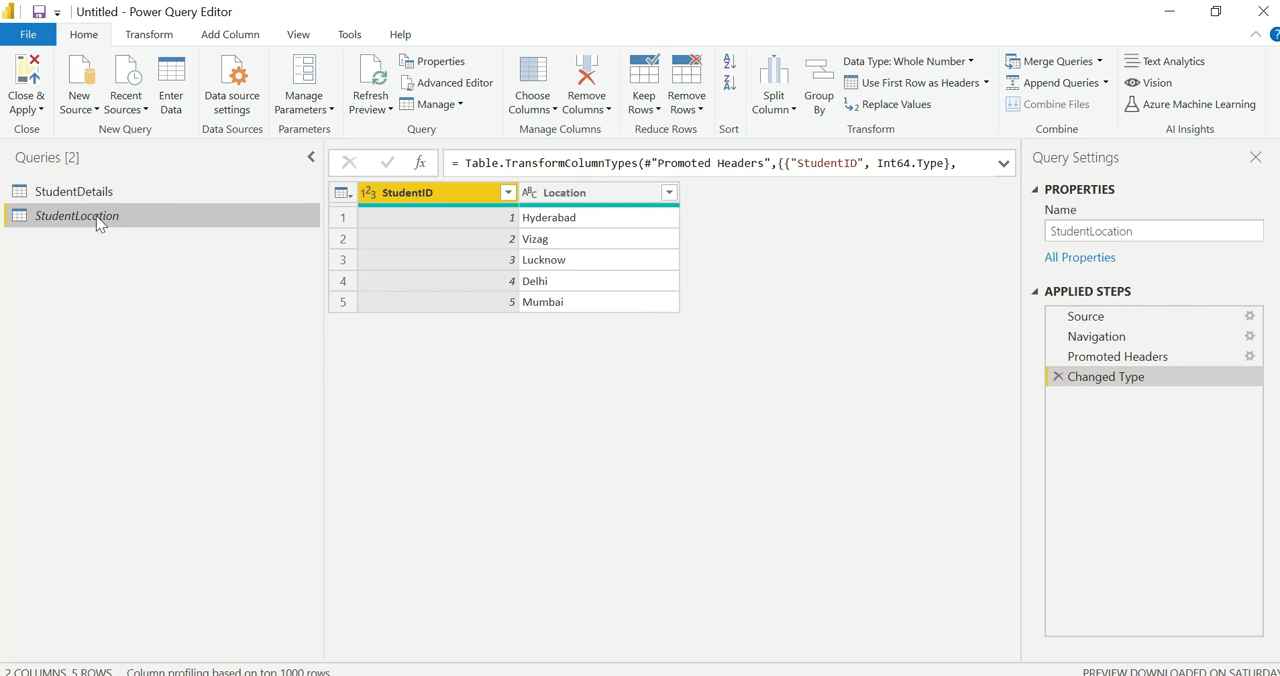 Untitled - Power Query Editor
File Home Transform Add Column View Tools Help
Close & Apply
Close
New Source
Recent Sources
Enter Data
New Query
Data source settings
Data Sources
Manage Parameters
Parameters
Refresh Preview
Properties
Advanced Editor
Manage
Query
Choose Columns
Remove Columns
Manage Columns
Keep Rows
Remove Rows
Reduce Rows
Sort
Split Column
Group By
Data Type: Whole Number
Use First Row as Headers
1 2 Replace Values
Transform
Merge Queries
Append Queries
Combine Files
Combine
Text Analytics
Vision
Azure Machine Learning
AI Insights
Queries [2]
StudentDetails
StudentLocation
fx = Table.TransformColumnTypes(#"Promoted Headers",{{"StudentID", Int64.Type},
123 StudentID ABC Location
1 1 Hyderabad
2 2 Vizag
3 3 Lucknow
4 4 Delhi
5 5 Mumbai
Query Settings
PROPERTIES
Name
StudentLocation
All Properties
APPLIED STEPS
Source
Navigation
Promoted Headers
Changed Type
2 COLUMNS, 5 ROWS Column profiling based on top 1000 rows
PREVIEW DOWNLOADED ON SATURDAY